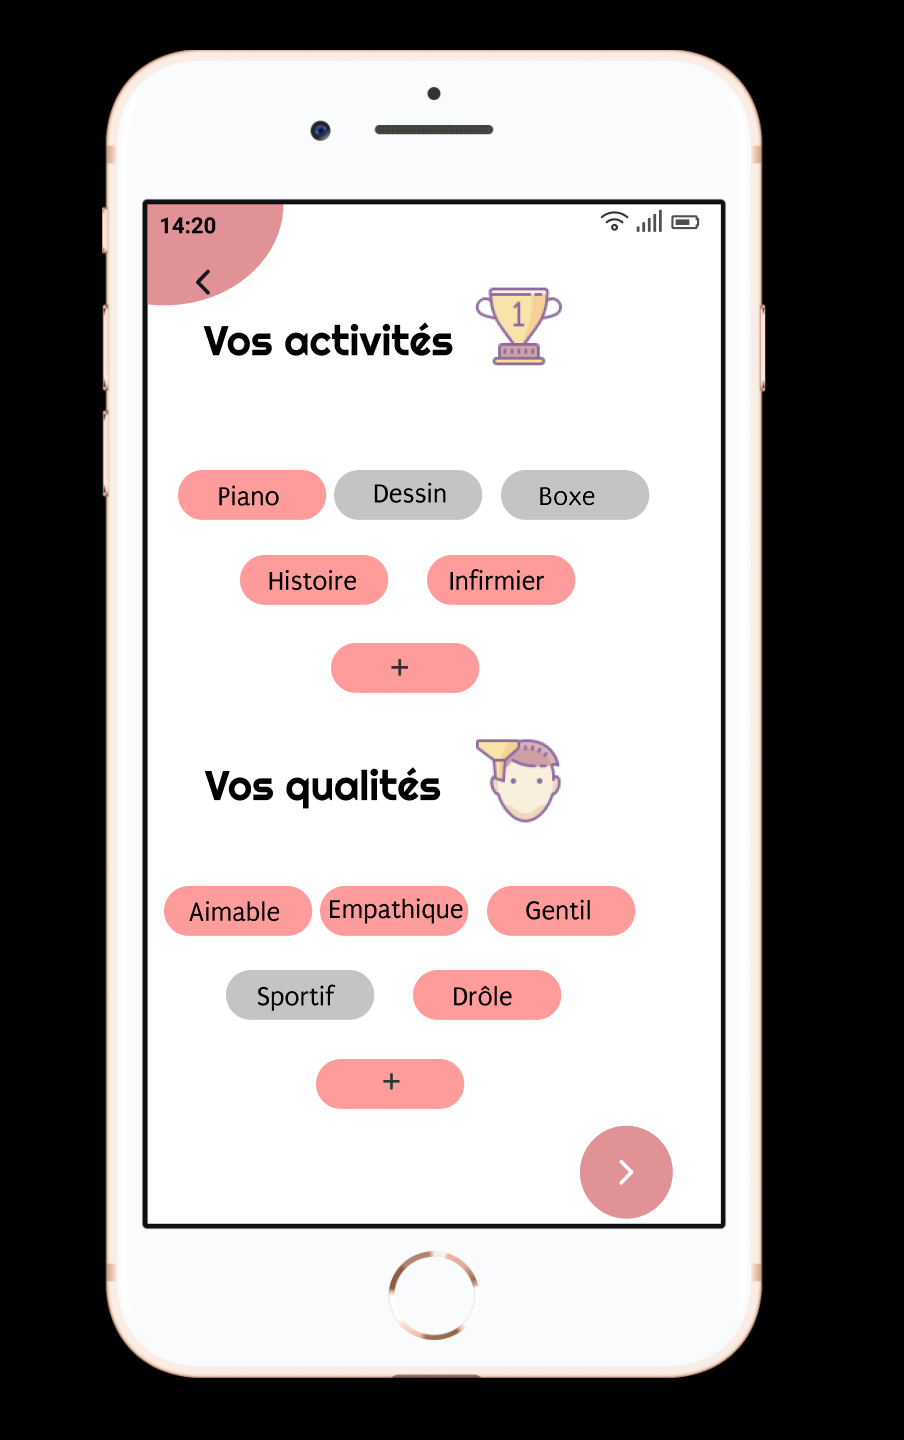 14:20
Vos activités
1
Piano Dessin Boxe
Histoire Infirmier
+
Vos qualités
Aimable Empathique Gentil
Sportif Drôle
+